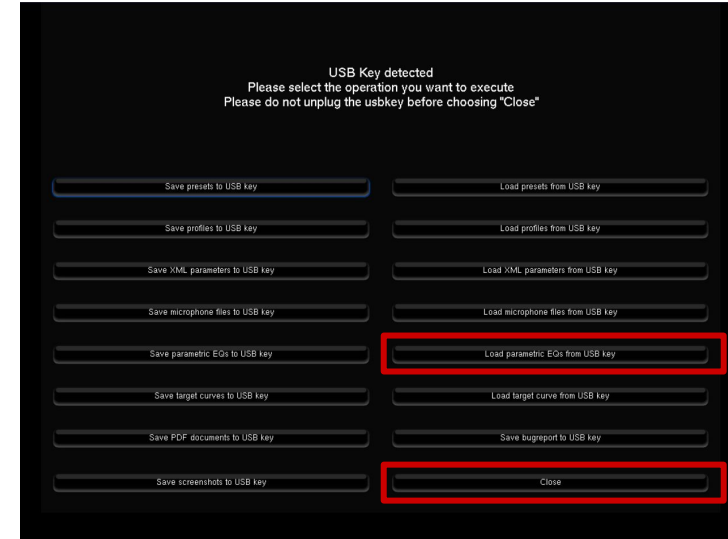 USB Key detected
Please select the operation you want to execute
Please do not unplug the usbkey before choosing "Close"
Save presets to USB key
Load presets from USB key
Save profiles to USB key
Load profiles from USB key
Save XML parameters to USB key
Load XML parameters from USB key
Save microphone files to USB key
Load microphone files from USB key
Save parametric EQs to USB key
Load parametric EQs from USB key
Save target curves to USB key
Load target curve from USB key
Save PDF documents to USB key
Save bugreport to USB key
Save screenshots to USB key
Close